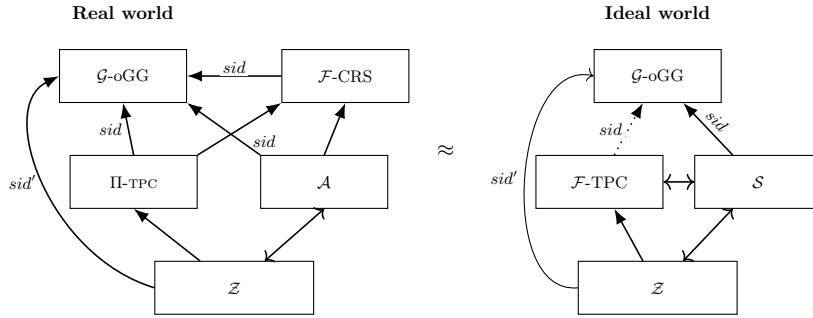 Real world
Ideal world
𝒢-oGG
sid
ℱ-CRS
𝒢-oGG
sid
sid
sid
sid
≈
sid′
Π-TPC
𝒜
sid′
ℱ-TPC
𝒮
𝒵
𝒵